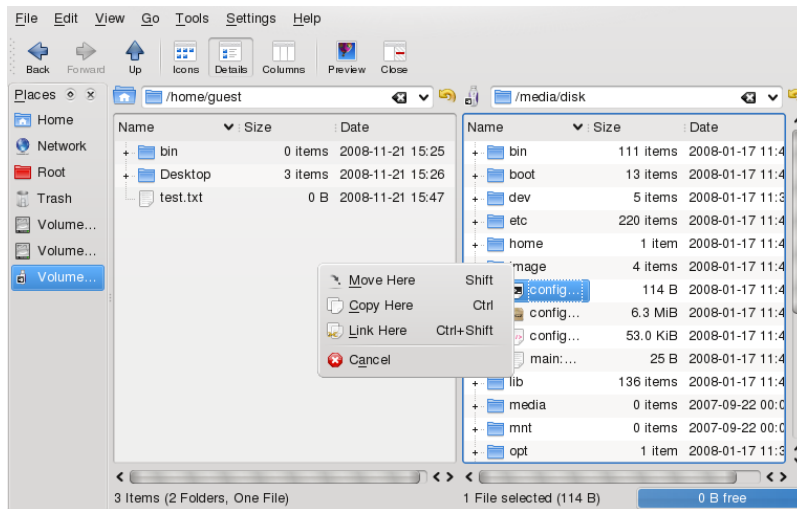 File Edit View Go Tools Settings Help
Back Forward Up Icons Details Columns Preview Close
Places
Home
Network
Root
Trash
Volume...
Volume...
Volume...
/home/guest
Name Size Date
bin 0 items 2008-11-21 15:25
Desktop 3 items 2008-11-21 15:26
test.txt 0 B 2008-11-21 15:47
3 Items (2 Folders, One File)
Move Here Shift
Copy Here Ctrl
Link Here Ctrl+Shift
Cancel
/media/disk
Name Size Date
bin 111 items 2008-01-17 11:4
boot 13 items 2008-01-17 11:4
dev 5 items 2008-01-17 11:3
etc 220 items 2008-01-17 11:4
home 1 item 2008-01-17 11:4
image 4 items 2008-01-17 11:4
config... 114 B 2008-01-17 11:4
config... 6.3 MiB 2008-01-17 11:4
config... 53.0 KiB 2008-01-17 11:4
main:... 25 B 2008-01-17 11:4
lib 136 items 2008-01-17 11:4
media 0 items 2007-09-22 00:0
mnt 0 items 2007-09-22 00:0
opt 1 item 2008-01-17 11:3
1 File selected (114 B) 0 B free